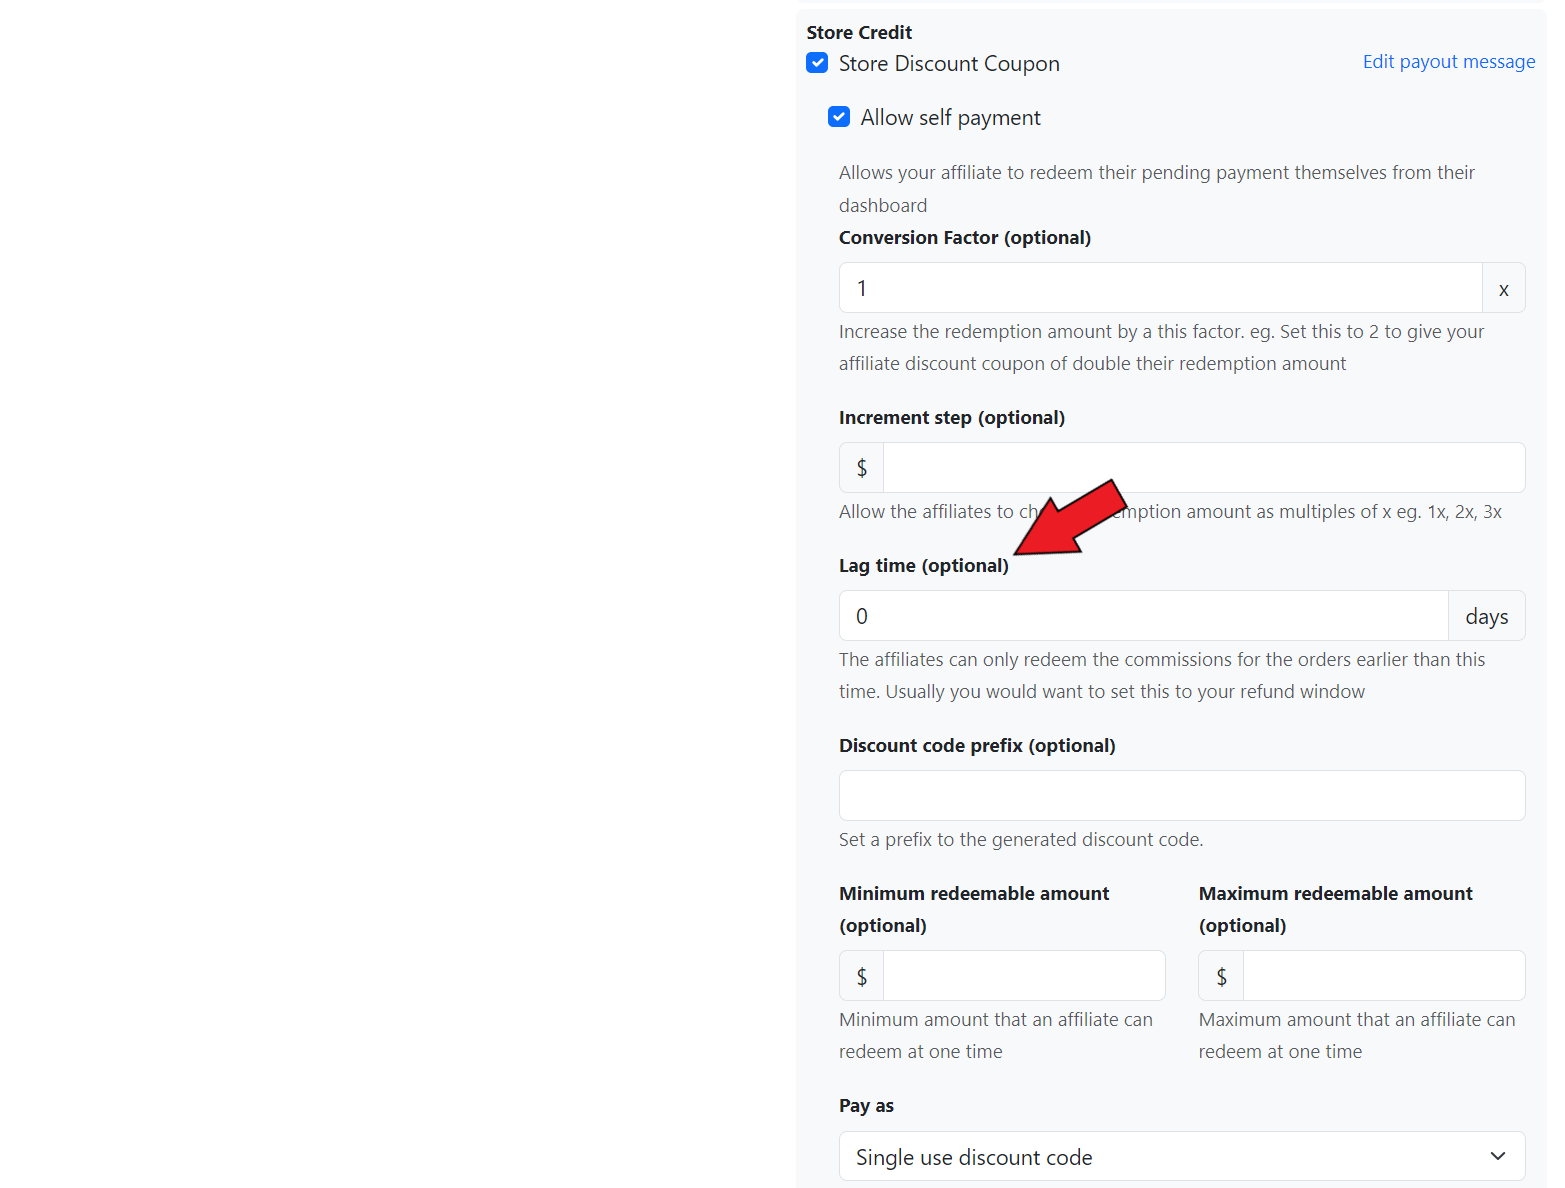 Store Credit
Store Discount Coupon
Edit payout message
Allow self payment
Allows your affiliate to redeem their pending payment themselves from their
dashboard
Conversion Factor (optional)
1
x
Increase the redemption amount by a this factor. eg. Set this to 2 to give your
affiliate discount coupon of double their redemption amount
Increment step (optional)
$
Allow the affiliates to mption amount as multiples of x eg. 1x, 2x, 3x
Lag time (optional)
0
days
The affiliates can only redeem the commissions for the orders earlier than this
time. Usually you would want to set this to your refund window
Discount code prefix (optional)
Set a prefix to the generated discount code.
Minimum redeemable amount
(optional)
$
Minimum amount that an affiliate can
redeem at one time
Maximum redeemable amount
(optional)
$
Maximum amount that an affiliate can
redeem at one time
Pay as
Single use discount code